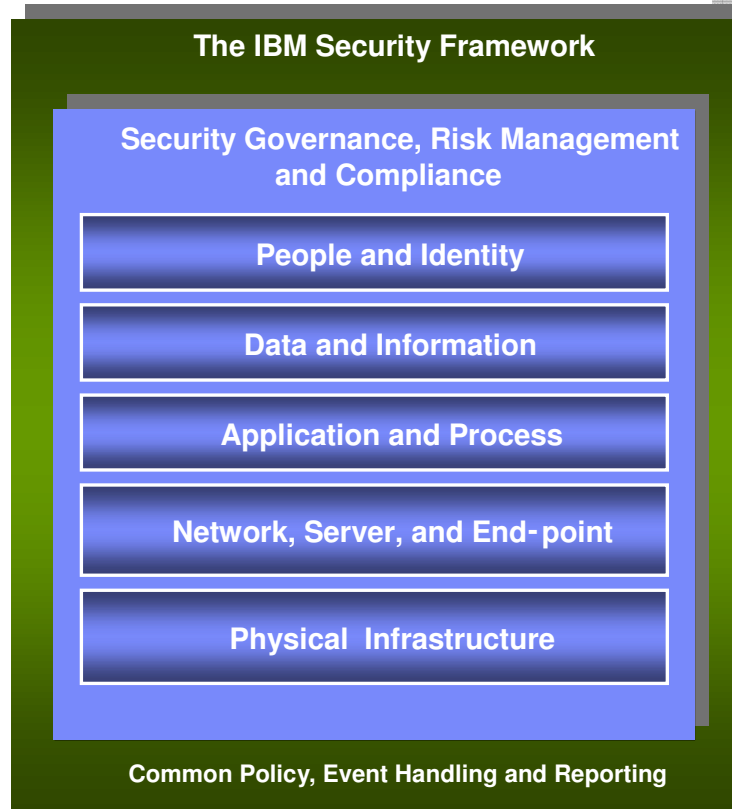 The IBM Security Framework
Security Governance, Risk Management
and Compliance
People and Identity
Data and Information
Application and Process
Network, Server, and End-point
Physical Infrastructure
Common Policy, Event Handling and Reporting